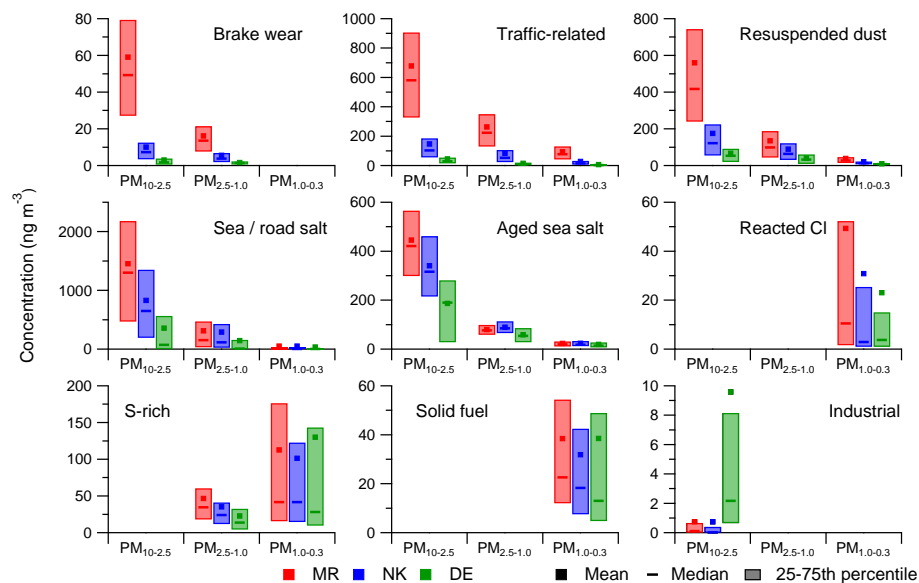 Concentration (ng m⁻³)
Brake wear
80
60
40
20
0
PM₁₀₋₂.₅ PM₂.₅₋₁.₀ PM₁.₀₋₀.₃
Traffic-related
1000
800
600
400
200
0
PM₁₀₋₂.₅ PM₂.₅₋₁.₀ PM₁.₀₋₀.₃
Resuspended dust
800
600
400
200
0
PM₁₀₋₂.₅ PM₂.₅₋₁.₀ PM₁.₀₋₀.₃
Sea / road salt
2000
1000
0
PM₁₀₋₂.₅ PM₂.₅₋₁.₀ PM₁.₀₋₀.₃
Aged sea salt
600
400
200
0
PM₁₀₋₂.₅ PM₂.₅₋₁.₀ PM₁.₀₋₀.₃
Reacted Cl
60
40
20
0
PM₁₀₋₂.₅ PM₂.₅₋₁.₀ PM₁.₀₋₀.₃
S-rich
200
150
100
50
0
PM₁₀₋₂.₅ PM₂.₅₋₁.₀ PM₁.₀₋₀.₃
Solid fuel
60
40
20
0
PM₁₀₋₂.₅ PM₂.₅₋₁.₀ PM₁.₀₋₀.₃
Industrial
10
8
6
4
2
0
PM₁₀₋₂.₅ PM₂.₅₋₁.₀ PM₁.₀₋₀.₃
MR NK DE Mean Median 25-75th percentile